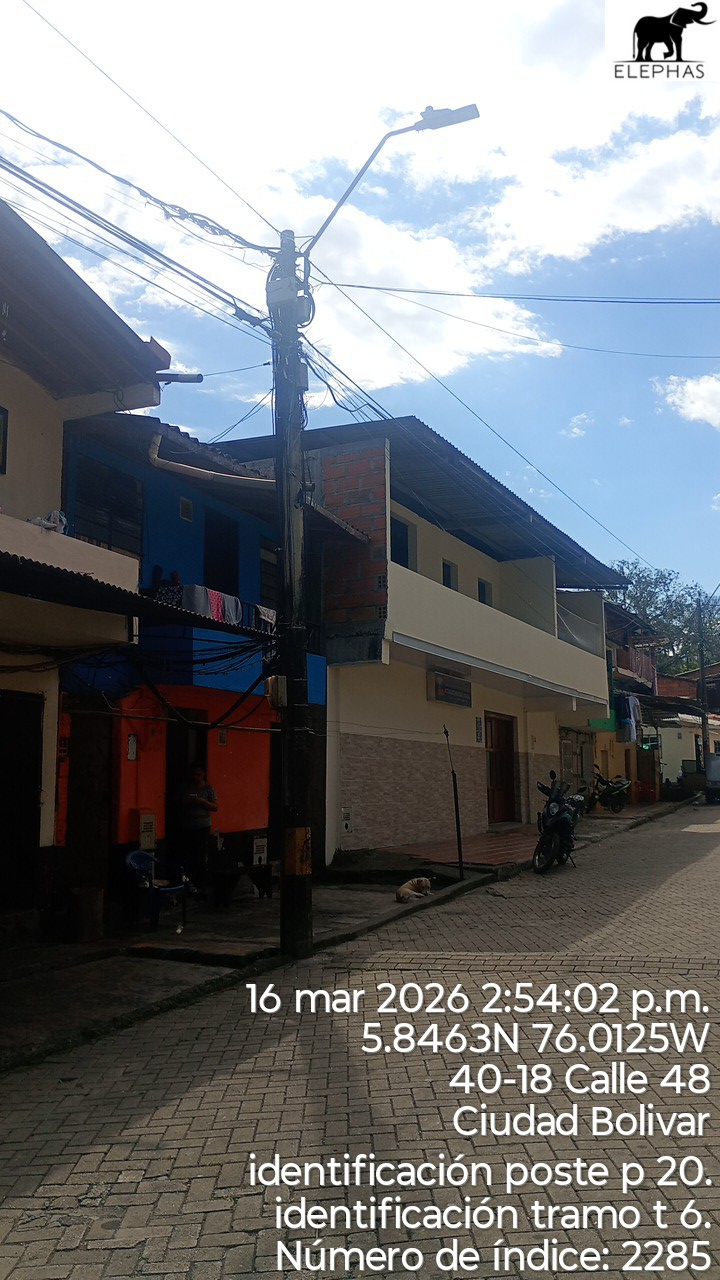 ELEPHAS
16 mar 2026 2:54:02 p.m.
5.8463N 76.0125W
40-18 Calle 48
Ciudad Bolivar
identificación poste p 20.
identificación tramo t 6.
Número de índice: 2285